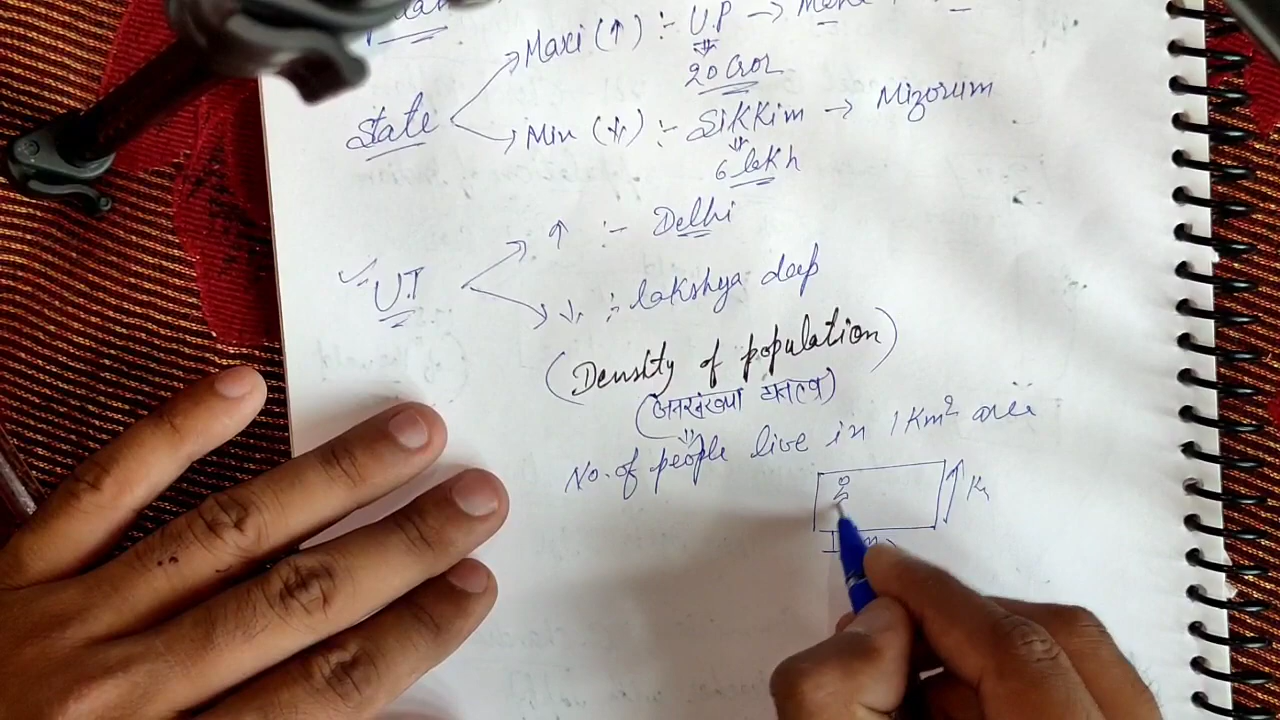 Maxi (↑) :- U.P →
20 Cror
State
Min (↓) :- Sikkim → Mizorum
6 lakh
↑ :- Delhi
U.T
↓ :- lakshya deep
(Density of population)
(जनसंख्या घनत्व)
No. of people live in 1 Km² area